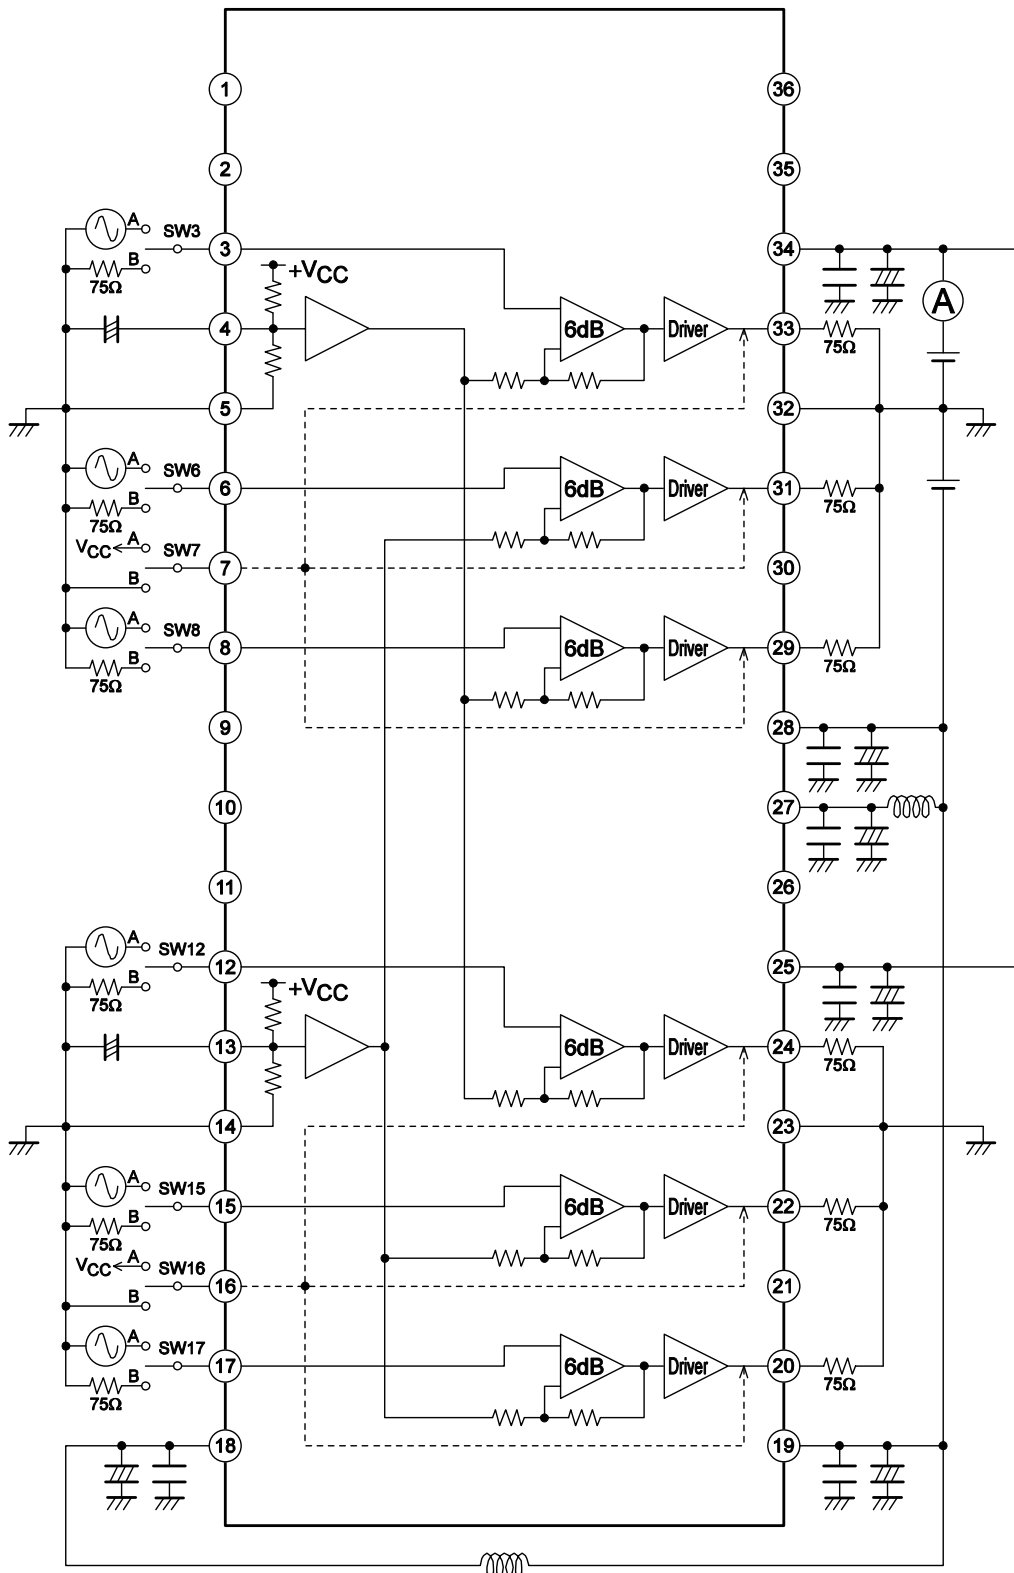 1
36
2
35
A
SW3
3
34
B
75Ω
+VCC
A
4
6dB
Driver
33
75Ω
5
32
A
SW6
6
6dB
Driver
31
B
75Ω
75Ω
VCC
A
SW7
7
30
B
A
SW8
8
6dB
Driver
29
B
75Ω
75Ω
9
28
10
27
11
26
A
SW12
12
25
B
75Ω
+VCC
13
6dB
Driver
24
75Ω
14
23
A
SW15
15
6dB
Driver
22
B
75Ω
75Ω
VCC
A
SW16
16
21
B
A
SW17
17
6dB
Driver
20
B
75Ω
75Ω
18
19